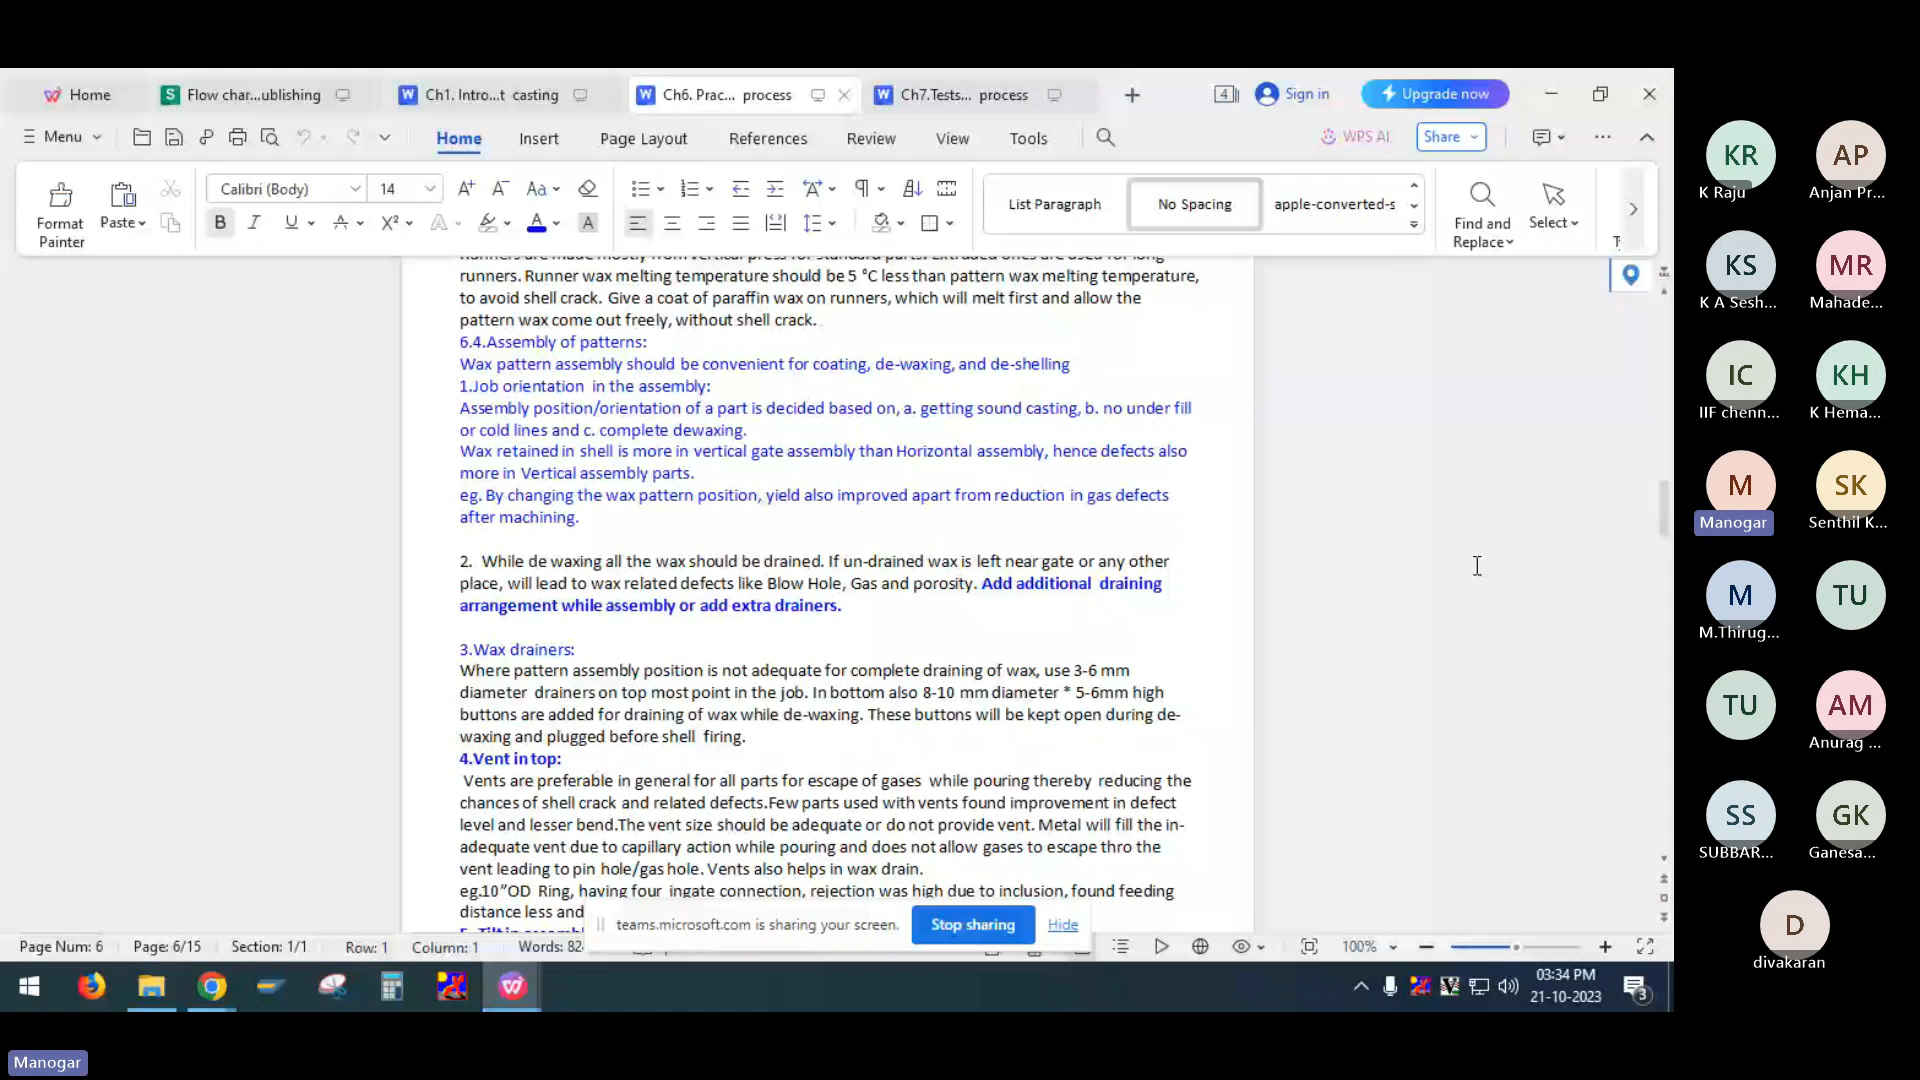 Home
Flow char...ublishing
Ch1. Intro...t casting
Ch6. Prac... process
Ch7.Tests... process
4
Sign in
Upgrade now
Menu
Home
Insert
Page Layout
References
Review
View
Tools
WPS AI
Share
Format Painter
Paste
Calibri (Body)
14
List Paragraph
No Spacing
apple-converted-s
Find and Replace
Select
Runners are made mostly from vertical press for standard parts. Extruded ones are used for long
runners. Runner wax melting temperature should be 5 °C less than pattern wax melting temperature,
to avoid shell crack. Give a coat of paraffin wax on runners, which will melt first and allow the
pattern wax come out freely, without shell crack.
6.4.Assembly of patterns:
Wax pattern assembly should be convenient for coating, de-waxing, and de-shelling
1.Job orientation in the assembly:
Assembly position/orientation of a part is decided based on, a. getting sound casting, b. no under fill
or cold lines and c. complete dewaxing.
Wax retained in shell is more in vertical gate assembly than Horizontal assembly, hence defects also
more in Vertical assembly parts.
eg. By changing the wax pattern position, yield also improved apart from reduction in gas defects
after machining.
2. While de waxing all the wax should be drained. If un-drained wax is left near gate or any other
place, will lead to wax related defects like Blow Hole, Gas and porosity. Add additional draining
arrangement while assembly or add extra drainers.
3.Wax drainers:
Where pattern assembly position is not adequate for complete draining of wax, use 3-6 mm
diameter drainers on top most point in the job. In bottom also 8-10 mm diameter * 5-6mm high
buttons are added for draining of wax while de-waxing. These buttons will be kept open during de-
waxing and plugged before shell firing.
4.Vent in top:
Vents are preferable in general for all parts for escape of gases while pouring thereby reducing the
chances of shell crack and related defects.Few parts used with vents found improvement in defect
level and lesser bend.The vent size should be adequate or do not provide vent. Metal will fill the in-
adequate vent due to capillary action while pouring and does not allow gases to escape thro the
vent leading to pin hole/gas hole. Vents also helps in wax drain.
eg.10”OD Ring, having four ingate connection, rejection was high due to inclusion, found feeding
distance less and
teams.microsoft.com is sharing your screen.
Stop sharing
Hide
Page Num: 6
Page: 6/15
Section: 1/1
Row: 1
Column: 1
Words: 82
100%
03:34 PM
21-10-2023
3
KR
K Raju
AP
Anjan Pr...
KS
K A Sesh...
MR
Mahade...
IC
IIF chenn...
KH
K Hema...
M
Manogar
SK
Senthil K...
M
M.Thirug...
TU
TU
AM
Anurag ...
SS
SUBBAR...
GK
Ganesa...
D
divakaran
Manogar